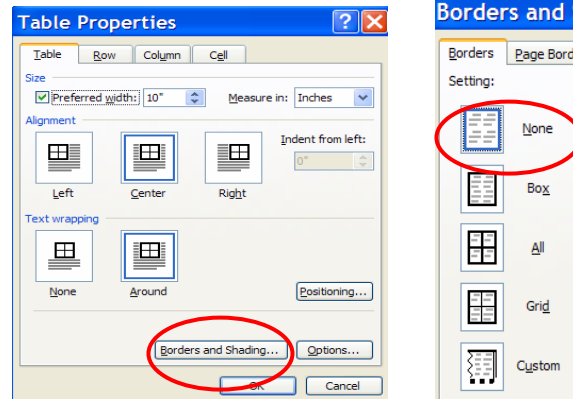 Table Properties
Table Row Column Cell
Size
Preferred width: 10" Measure in: Inches
Alignment
Indent from left:
0"
Left Center Right
Text wrapping
None Around Positioning...
Borders and Shading... Options...
OK Cancel
Borders and
Borders Page Bord
Setting:
None
Box
All
Grid
Custom